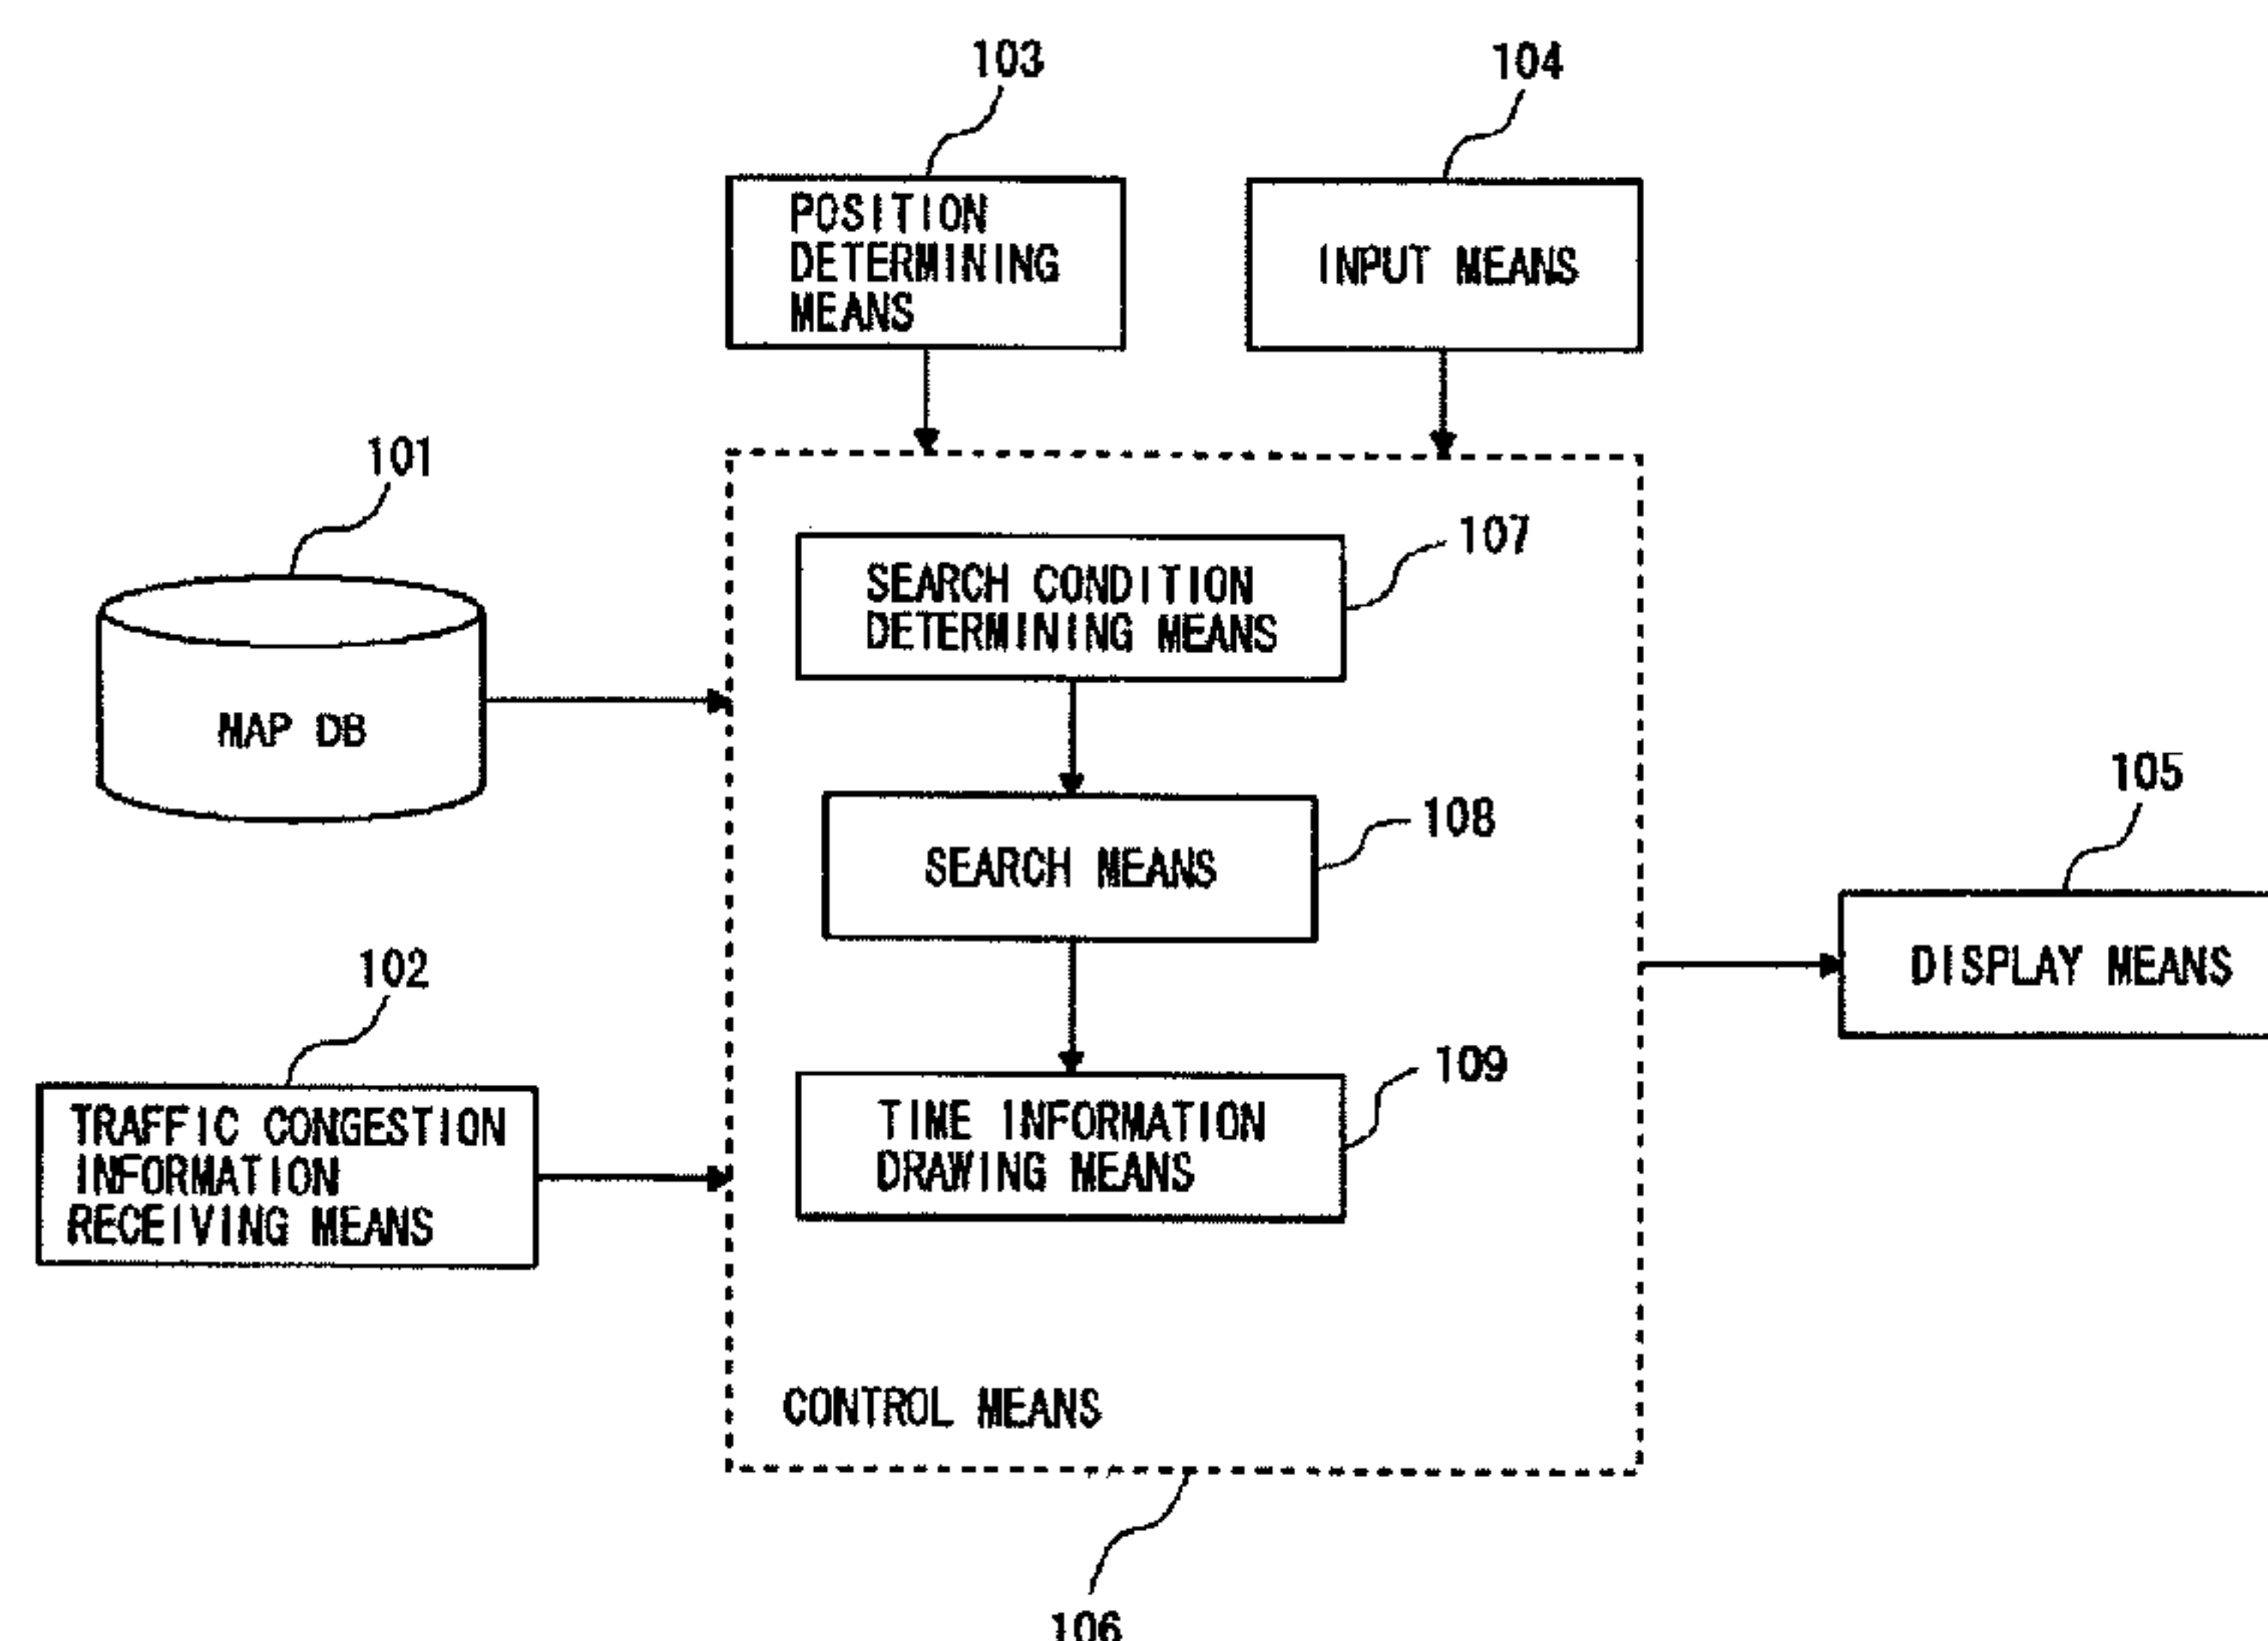 103
104
POSITION
DETERMINING
MEANS
INPUT MEANS
101
107
SEARCH CONDITION
DETERMINING MEANS
MAP DB
105
108
SEARCH MEANS
DISPLAY MEANS
102
109
TRAFFIC CONGESTION
INFORMATION
RECEIVING MEANS
TIME INFORMATION
DRAWING MEANS
CONTROL MEANS
106